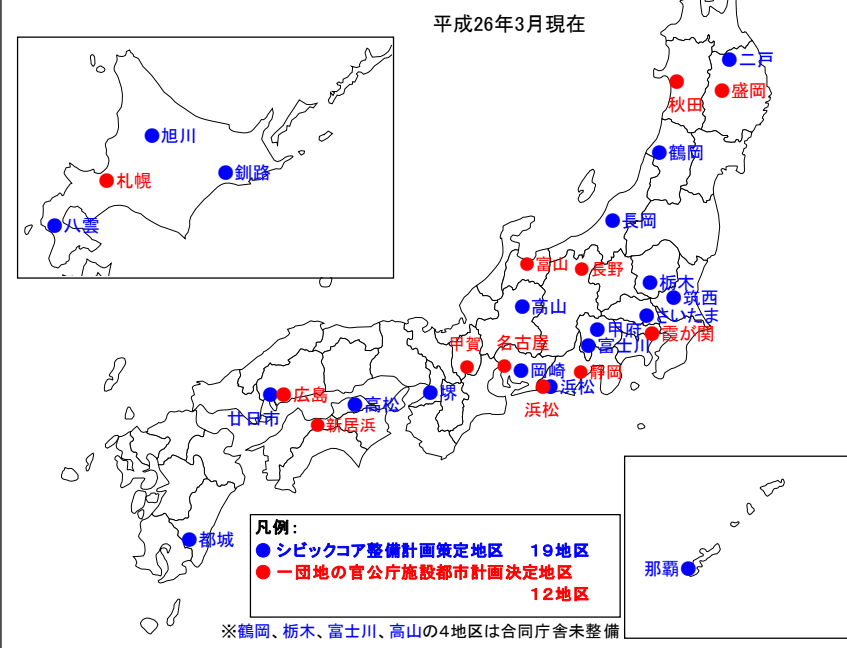 平成26年3月現在
二戸
秋田
盛岡
旭川
鶴岡
釧路
札幌
八雲
長岡
富山
長野
栃木
筑西
高山
さいたま
甲府
霞が関
甲賀
名古屋
富士川
岡崎
静岡
浜松
浜松
広島
堺
高松
廿日市
新居浜
都城
那覇
凡例：
シビックコア整備計画策定地区 19地区
一団地の官公庁施設都市計画決定地区
12地区
※鶴岡、栃木、富士川、高山の4地区は合同庁舎未整備